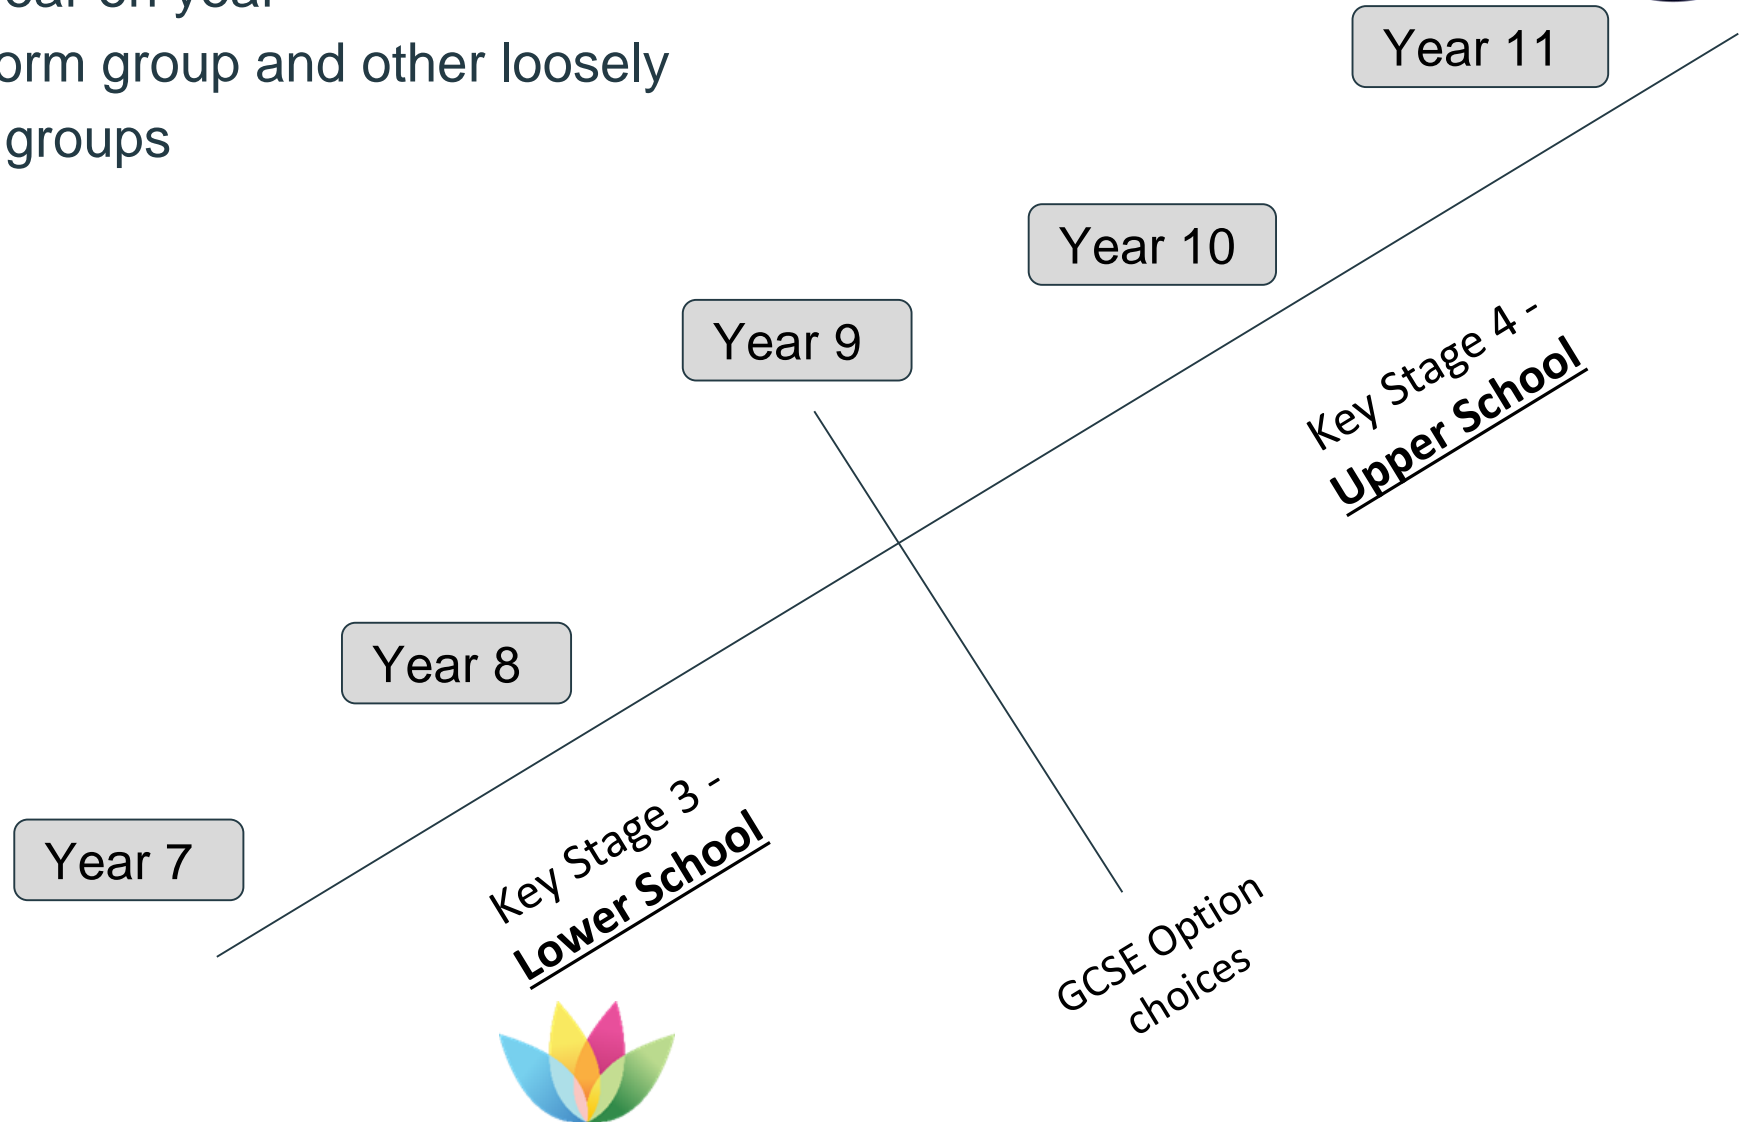 orm group and other loosely
groups
Year 11
Year 10
Year 9
Key Stage 4 -
Upper School
Year 8
Year 7
Key Stage 3 -
Lower School
GCSE Option
choices